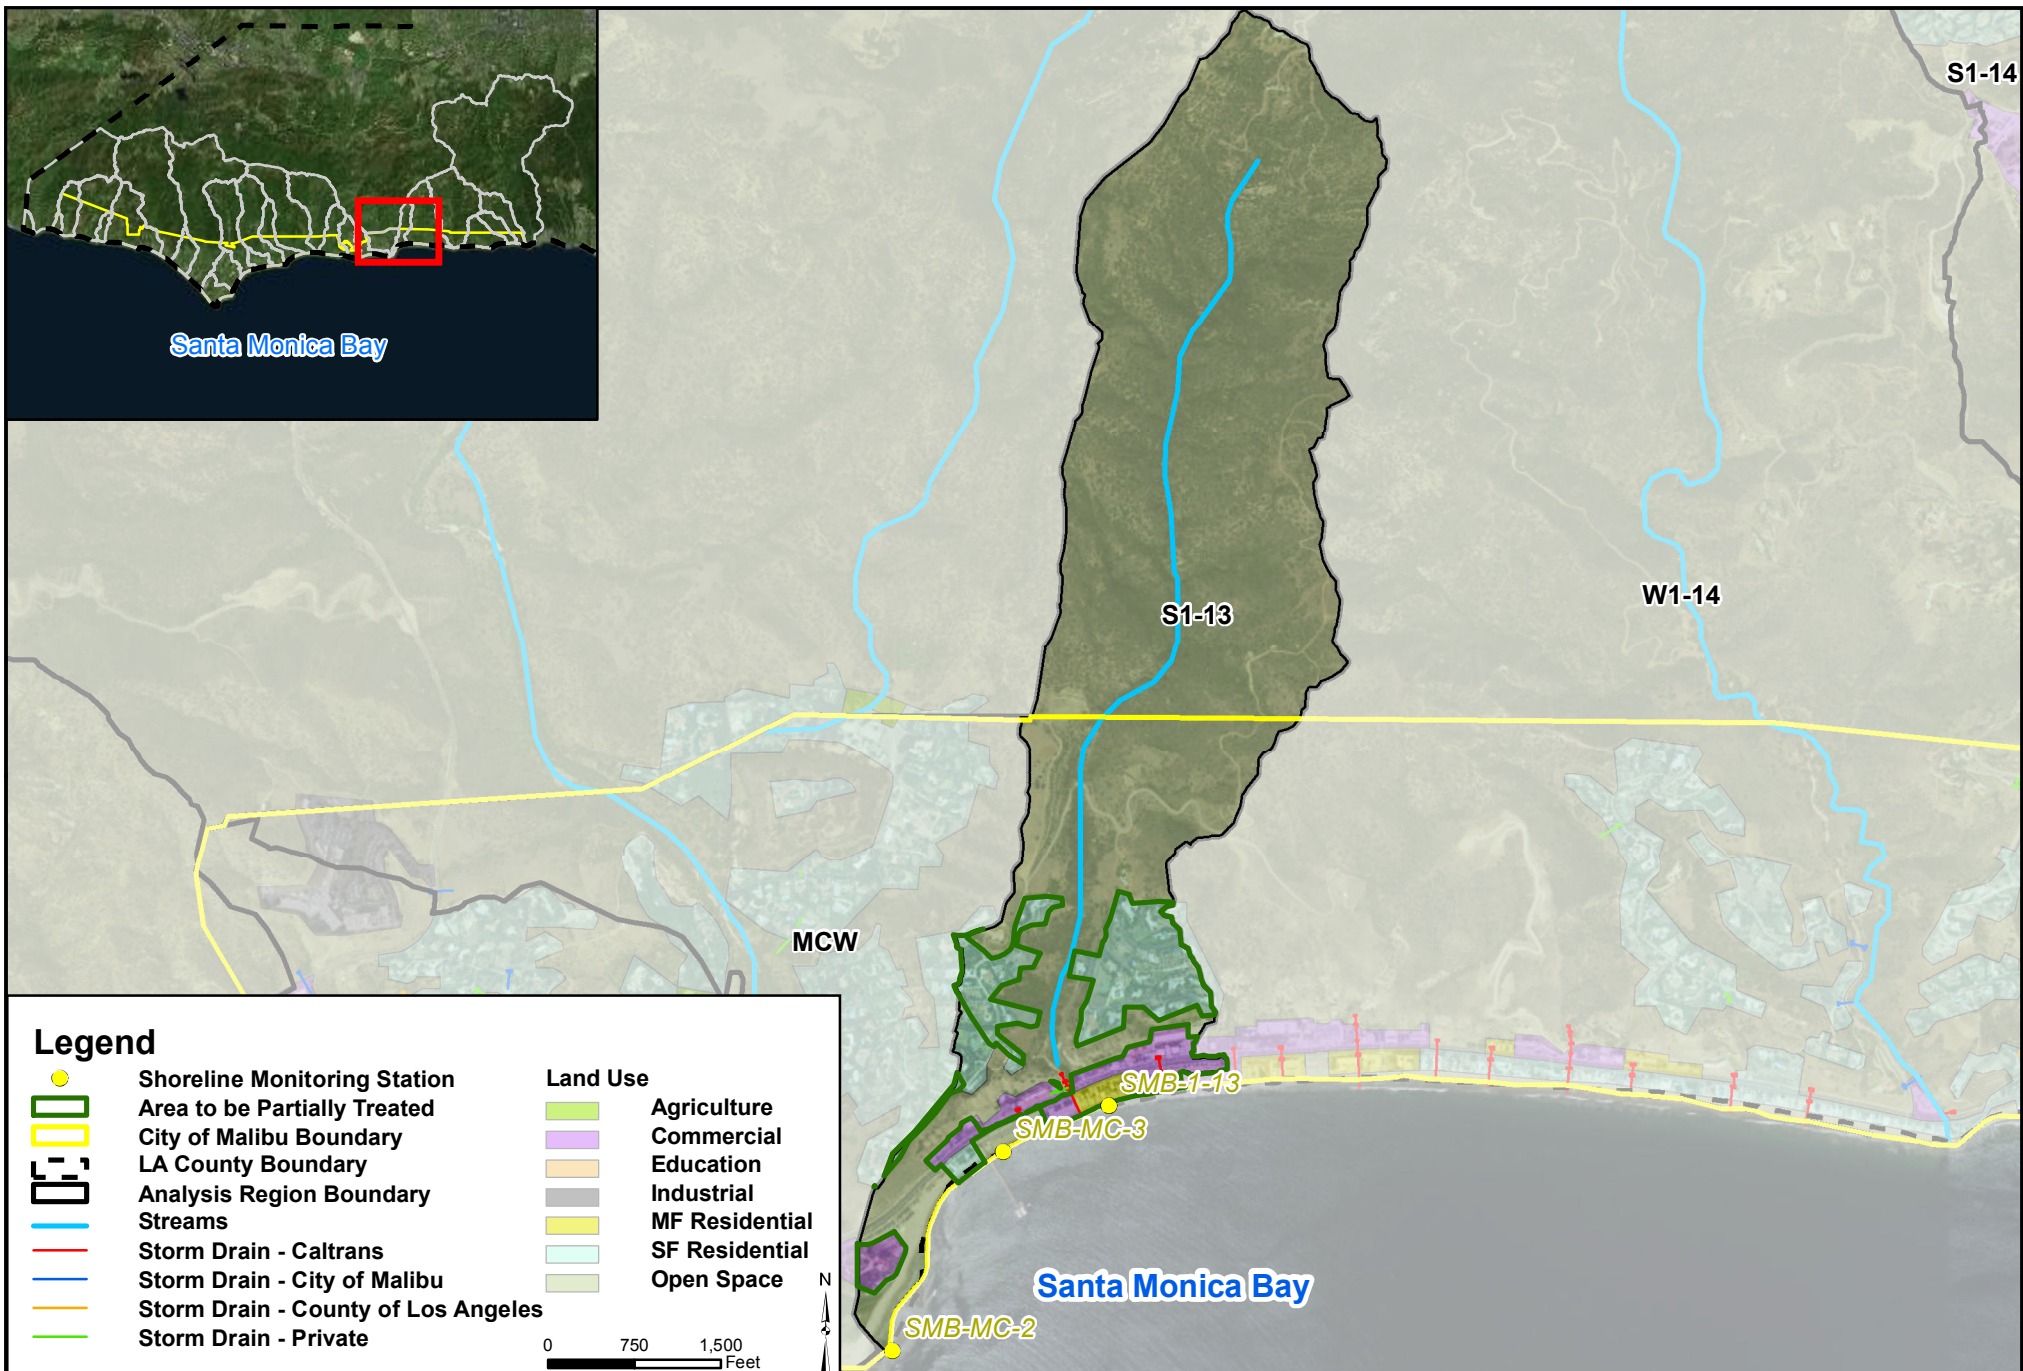 Santa Monica Bay
S1-14
S1-13
W1-14
MCW
SMB-1-13
SMB-MC-3
Santa Monica Bay
SMB-MC-2
Legend
Shoreline Monitoring Station
Area to be Partially Treated
City of Malibu Boundary
LA County Boundary
Analysis Region Boundary
Streams
Storm Drain - Caltrans
Storm Drain - City of Malibu
Storm Drain - County of Los Angeles
Storm Drain - Private
Land Use
Agriculture
Commercial
Education
Industrial
MF Residential
SF Residential
Open Space
N
0 750 1,500
Feet